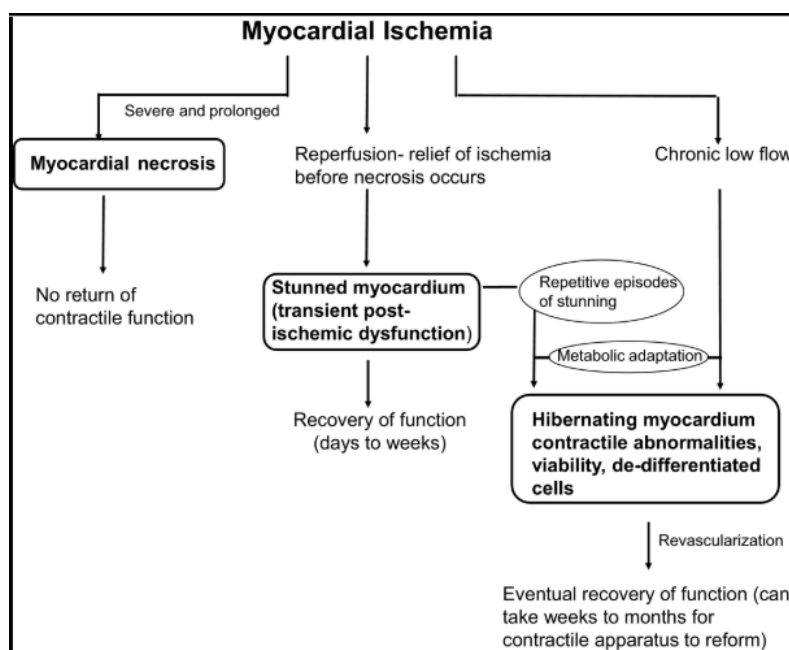 Myocardial Ischemia
Severe and prolonged
Myocardial necrosis
Reperfusion- relief of ischemia
before necrosis occurs
Chronic low flow
No return of
contractile function
Stunned myocardium
(transient post-
ischemic dysfunction)
Repetitive episodes
of stunning
Metabolic adaptation
Recovery of function
(days to weeks)
Hibernating myocardium
contractile abnormalities,
viability, de-differentiated
cells
Revascularization
Eventual recovery of function (can
take weeks to months for
contractile apparatus to reform)